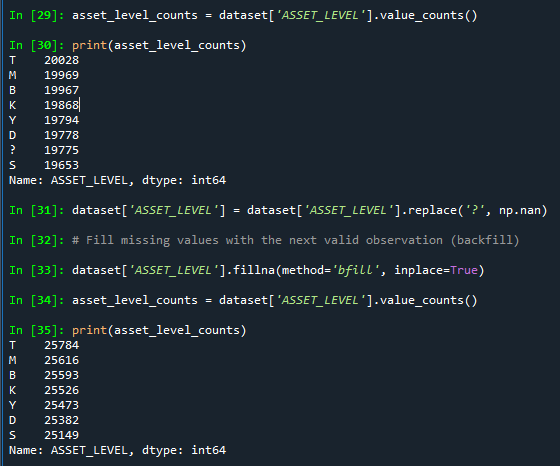 In [29]: asset_level_counts = dataset['ASSET_LEVEL'].value_counts()
In [30]: print(asset_level_counts)
T    20028
M    19969
B    19967
K    19868
Y    19794
D    19778
?    19775
S    19653
Name: ASSET_LEVEL, dtype: int64
In [31]: dataset['ASSET_LEVEL'] = dataset['ASSET_LEVEL'].replace('?', np.nan)
In [32]: # Fill missing values with the next valid observation (backfill)
In [33]: dataset['ASSET_LEVEL'].fillna(method='bfill', inplace=True)
In [34]: asset_level_counts = dataset['ASSET_LEVEL'].value_counts()
In [35]: print(asset_level_counts)
T    25784
M    25616
B    25593
K    25526
Y    25473
D    25382
S    25149
Name: ASSET_LEVEL, dtype: int64